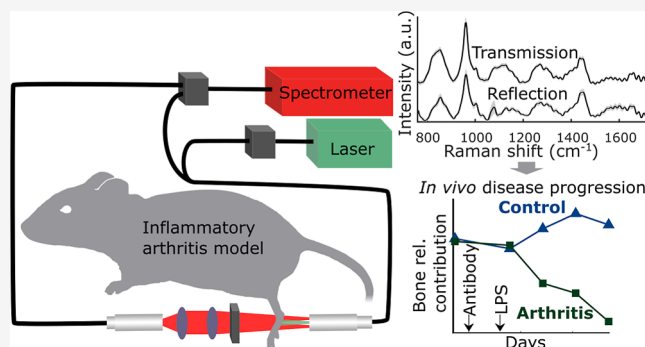 Spectrometer
Laser
Inflammatory
arthritis model
Intensity (a.u.)
Transmission
Reflection
800 1000 1200 1400 1600
Raman shift (cm⁻¹)
In vivo disease progression
Control
Bone rel.
contribution
Antibody
LPS
Arthritis
Days